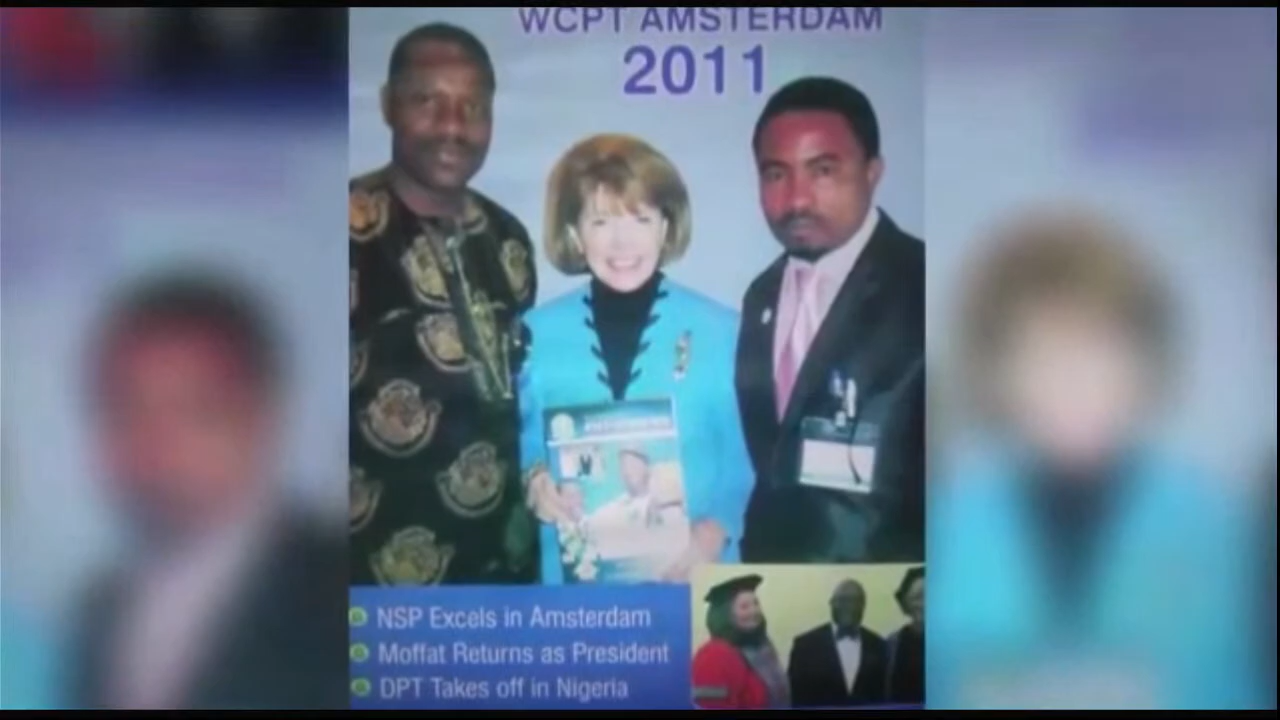 WCPT AMSTERDAM
2011
NSP Excels in Amsterdam
Moffat Returns as President
DPT Takes off in Nigeria